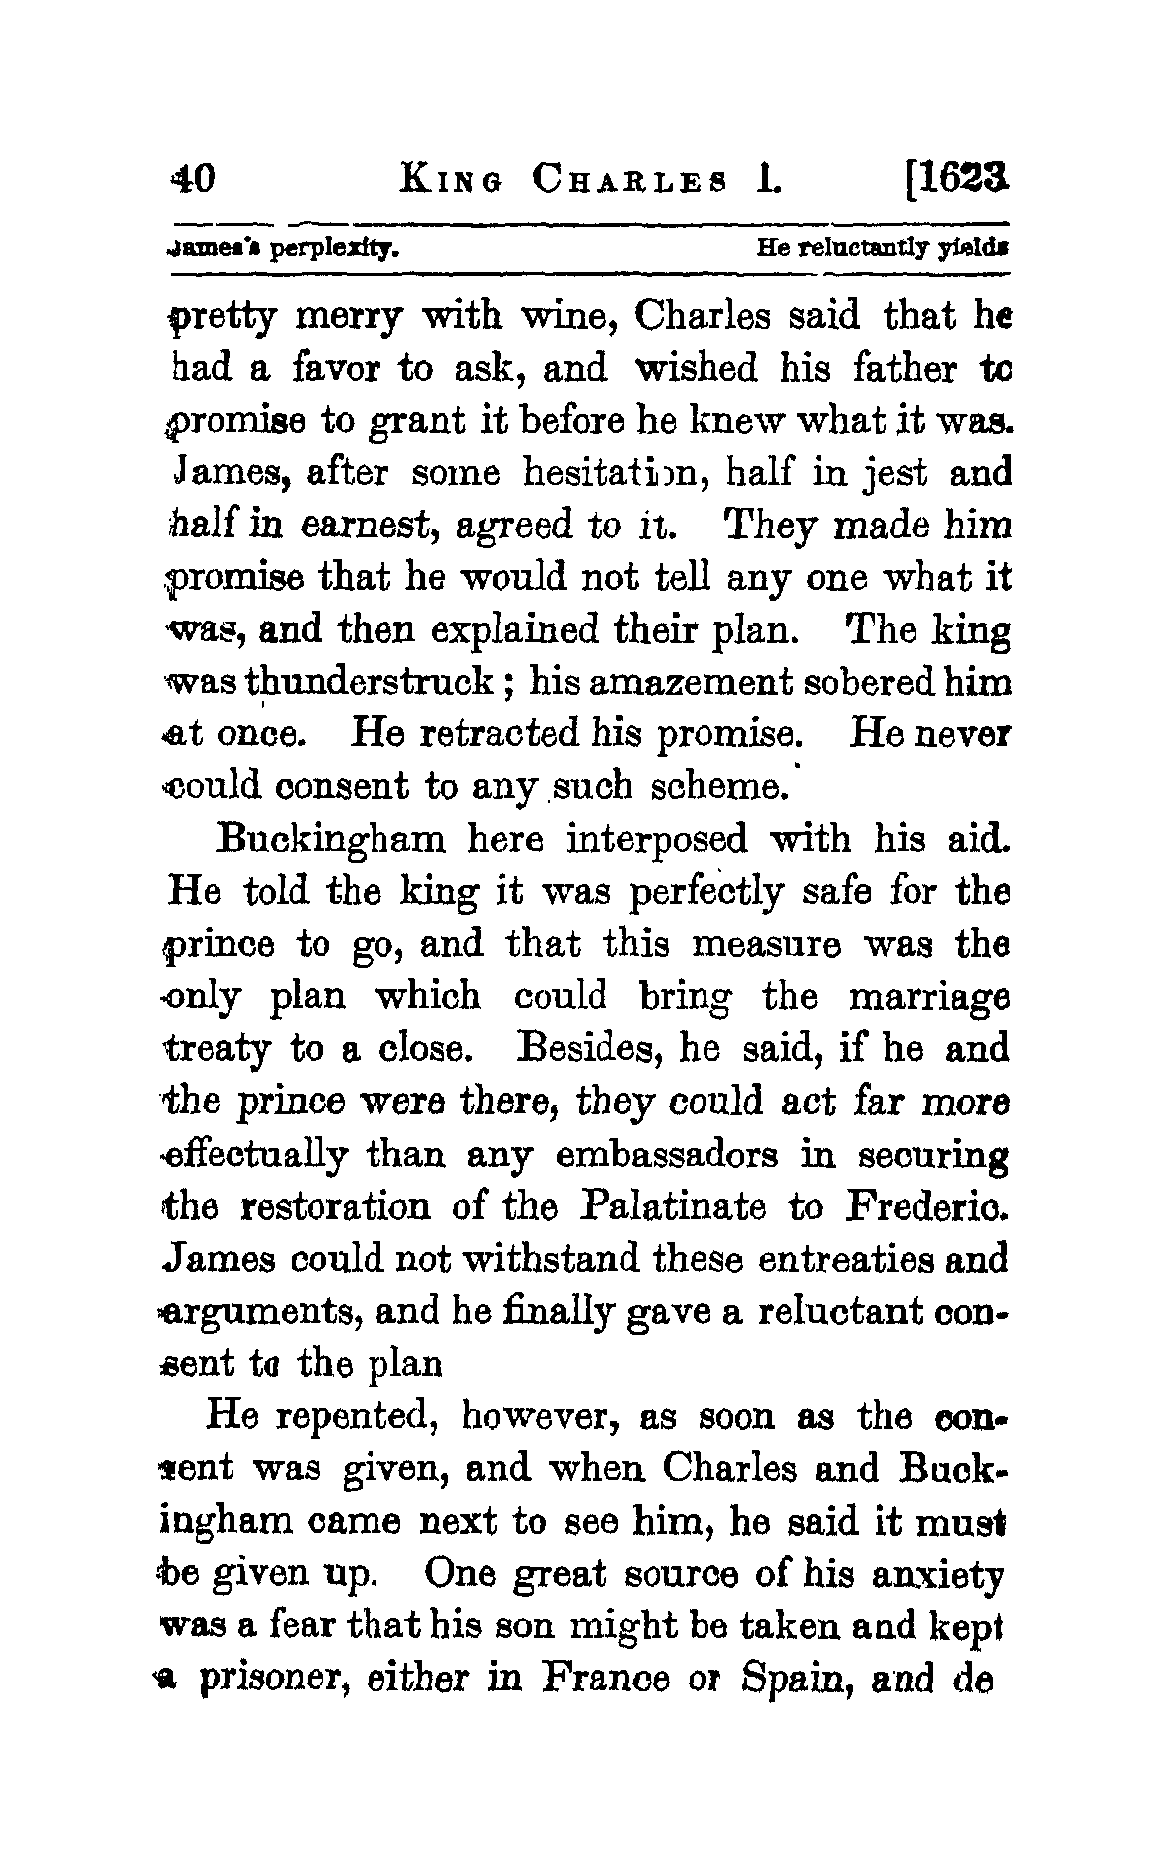 40 KING CHARLES I. [1623.
James's perplexity. He reluctantly yields
pretty merry with wine, Charles said that he
had a favor to ask, and wished his father to
promise to grant it before he knew what it was.
James, after some hesitation, half in jest and
half in earnest, agreed to it. They made him
promise that he would not tell any one what it
was, and then explained their plan. The king
was thunderstruck; his amazement sobered him
at once. He retracted his promise. He never
could consent to any such scheme.
Buckingham here interposed with his aid.
He told the king it was perfectly safe for the
prince to go, and that this measure was the
only plan which could bring the marriage
treaty to a close. Besides, he said, if he and
the prince were there, they could act far more
effectually than any embassadors in securing
the restoration of the Palatinate to Frederic.
James could not withstand these entreaties and
arguments, and he finally gave a reluctant con-
sent to the plan
He repented, however, as soon as the con-
sent was given, and when Charles and Buck-
ingham came next to see him, he said it must
be given up. One great source of his anxiety
was a fear that his son might be taken and kept
a prisoner, either in France or Spain, and de